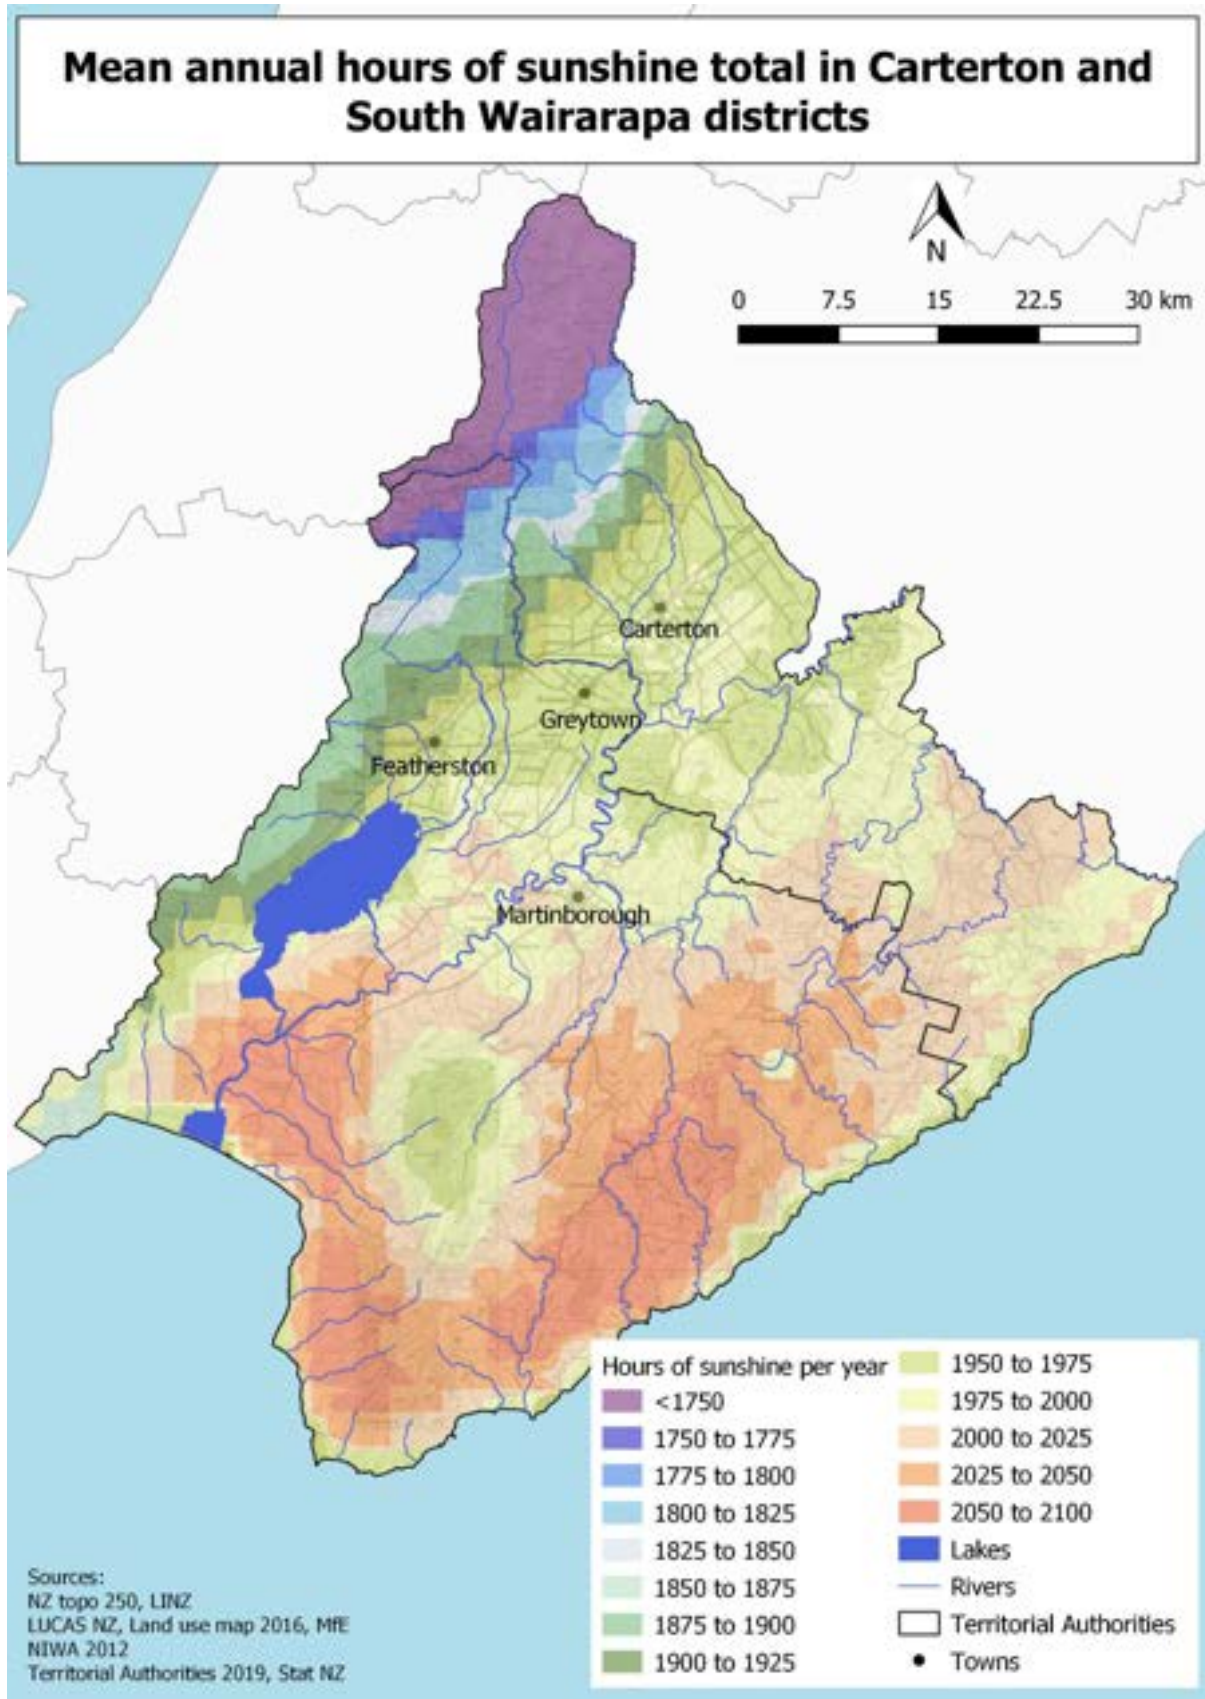 Mean annual hours of sunshine total in Carterton and
South Wairarapa districts
N
0 7.5 15 22.5 30 km
Carterton
Greytown
Featherston
Martinborough
Hours of sunshine per year
<1750
1750 to 1775
1775 to 1800
1800 to 1825
1825 to 1850
1850 to 1875
1875 to 1900
1900 to 1925
1950 to 1975
1975 to 2000
2000 to 2025
2025 to 2050
2050 to 2100
Lakes
Rivers
Territorial Authorities
Towns
Sources:
NZ topo 250, LINZ
LUCAS NZ, Land use map 2016, MfE
NIWA 2012
Territorial Authorities 2019, Stat NZ